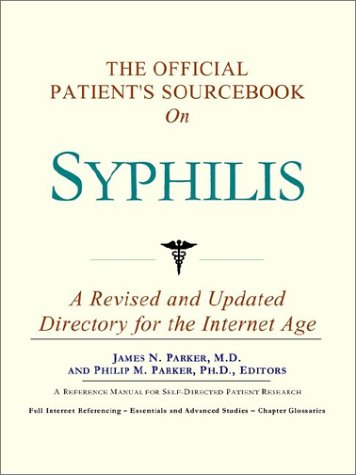 THE OFFICIAL
PATIENT'S SOURCEBOOK
On
SYPHILIS
A Revised and Updated
Directory for the Internet Age
JAMES N. PARKER, M.D.
AND PHILIP M. PARKER, PH.D., EDITORS
A REFERENCE MANUAL FOR SELF-DIRECTED PATIENT RESEARCH
Full Internet Referencing – Essentials and Advanced Studies – Chapter Glossaries